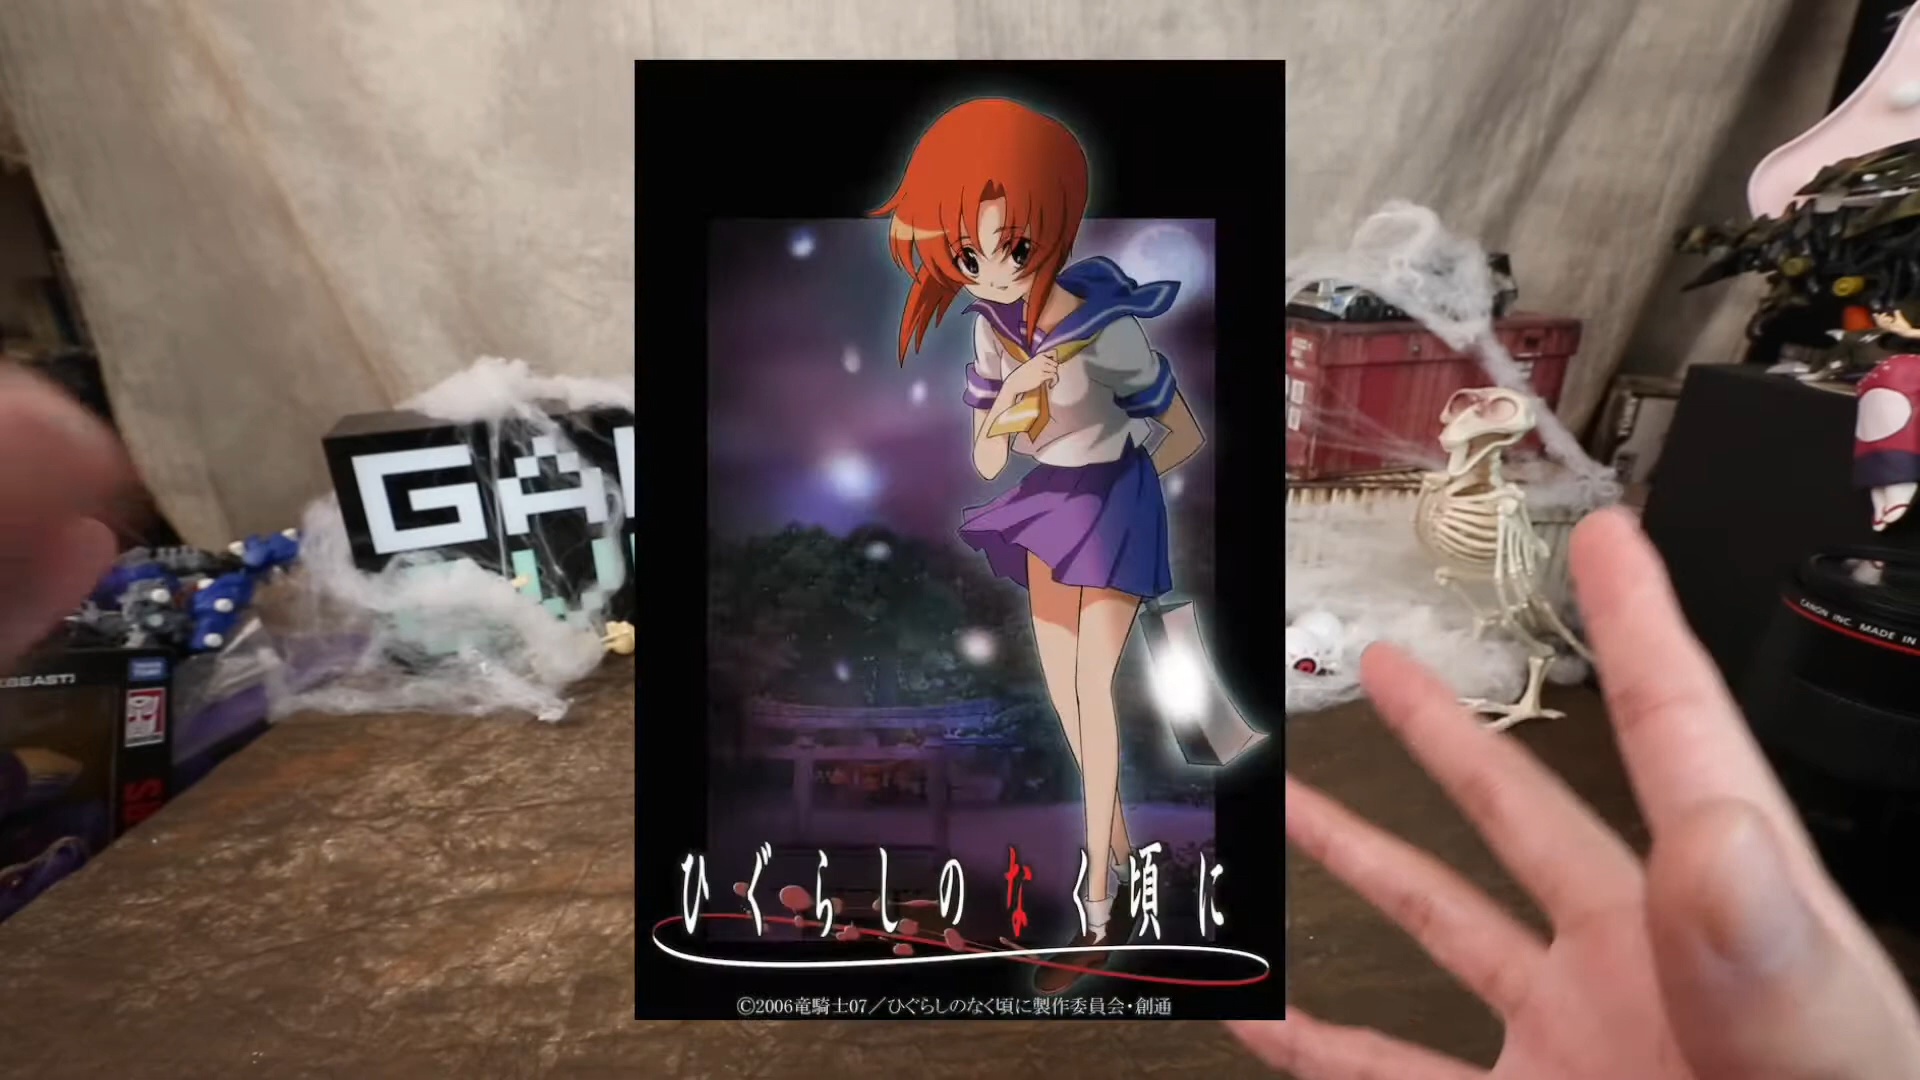 GA
BEAST
CANON INC. MADE IN
ひぐらしのなく頃に
©2006竜騎士07／ひぐらしのなく頃に製作委員会・創通